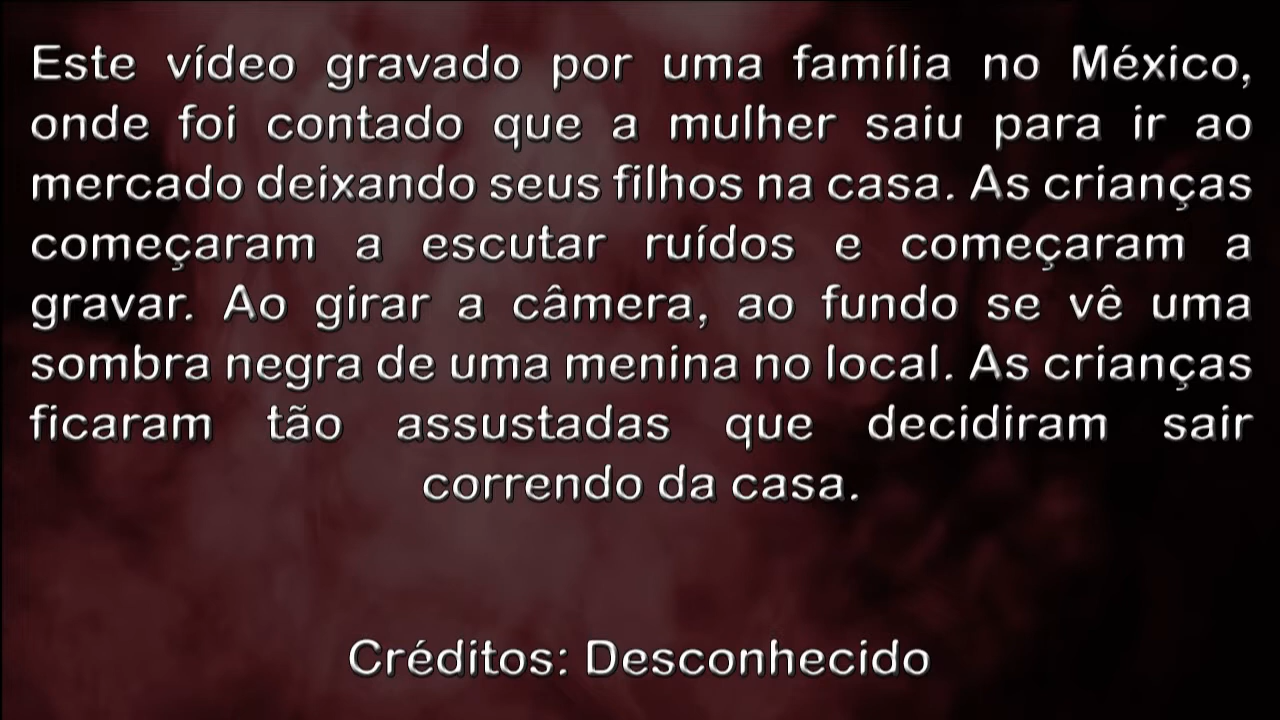 Este vídeo gravado por uma família no México,
onde foi contado que a mulher saiu para ir ao
mercado deixando seus filhos na casa. As crianças
começaram a escutar ruídos e começaram a
gravar. Ao girar a câmera, ao fundo se vê uma
sombra negra de uma menina no local. As crianças
ficaram tão assustadas que decidiram sair
correndo da casa.
Créditos: Desconhecido